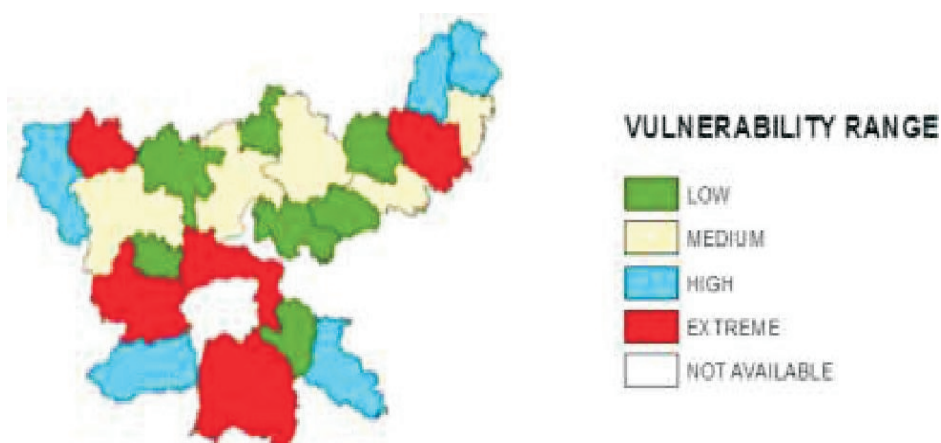 VULNERABILITY RANGE
LOW
MEDIUM
HIGH
EXTREME
NOT AVAILABLE